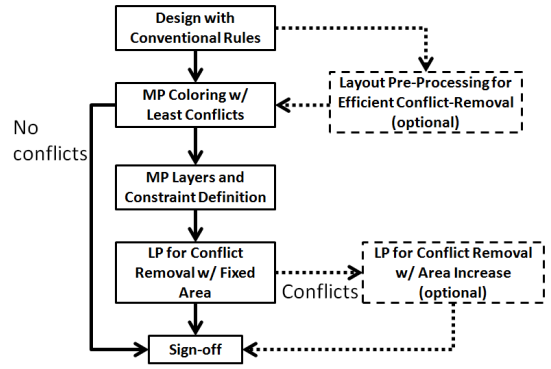 Design with
Conventional Rules
Layout Pre-Processing for
Efficient Conflict-Removal
(optional)
MP Coloring w/
Least Conflicts
No
conflicts
MP Layers and
Constraint Definition
LP for Conflict
Removal w/ Fixed
Area
Conflicts
LP for Conflict Removal
w/ Area Increase
(optional)
Sign-off